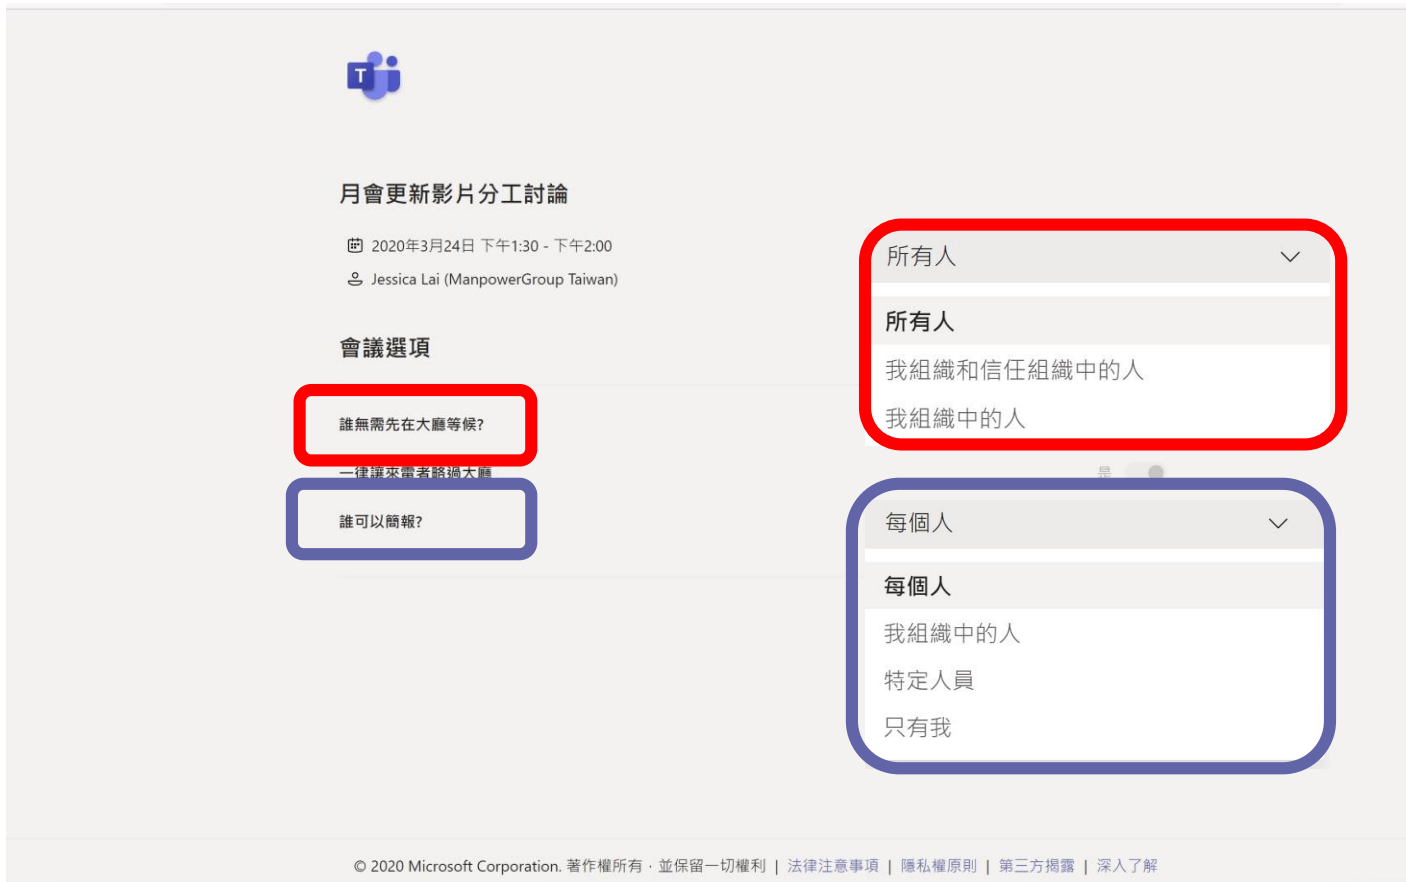 T
月會更新影片分工討論
2020年3月24日 下午1:30 - 下午2:00
Jessica Lai (ManpowerGroup Taiwan)
會議選項
誰無需先在大廳等候?
一律讓來電者略過大廳
誰可以簡報?
所有人
所有人
我組織和信任組織中的人
我組織中的人
是
每個人
每個人
我組織中的人
特定人員
只有我
© 2020 Microsoft Corporation. 著作權所有 · 並保留一切權利 | 法律注意事項 | 隱私權原則 | 第三方揭露 | 深入了解